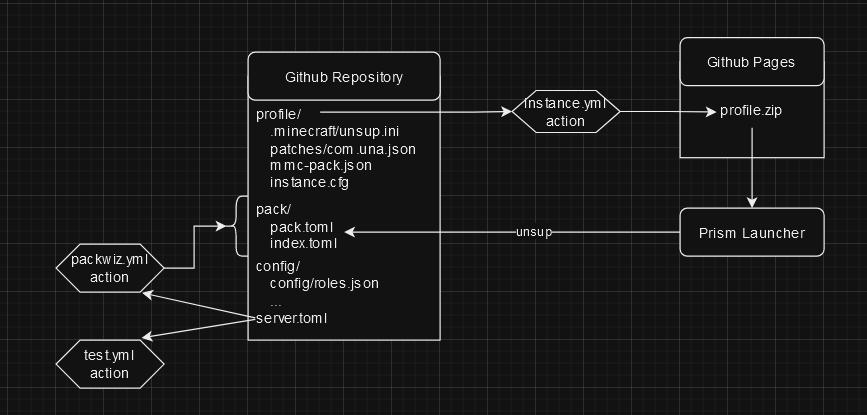 Github Repository
profile/
.minecraft/unsup.ini
patches/com.una.json
mmc-pack.json
instance.cfg
pack/
pack.toml
index.toml
config/
config/roles.json
...
server.toml
packwiz.yml
action
test.yml
action
instance.yml
action
Github Pages
profile.zip
unsup
Prism Launcher